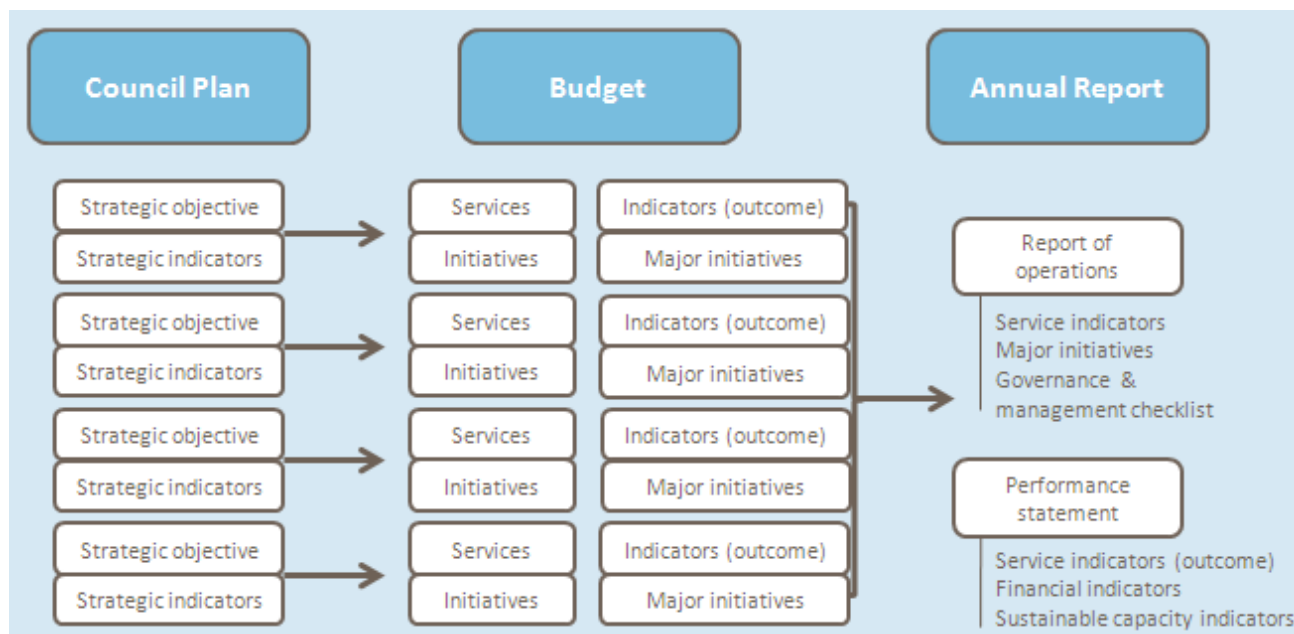 Council Plan
Budget
Annual Report
Strategic objective
Strategic indicators
Services
Initiatives
Indicators (outcome)
Major initiatives
Strategic objective
Strategic indicators
Services
Initiatives
Indicators (outcome)
Major initiatives
Strategic objective
Strategic indicators
Services
Initiatives
Indicators (outcome)
Major initiatives
Strategic objective
Strategic indicators
Services
Initiatives
Indicators (outcome)
Major initiatives
Report of
operations
Service indicators
Major initiatives
Governance &
management checklist
Performance
statement
Service indicators (outcome)
Financial indicators
Sustainable capacity indicators